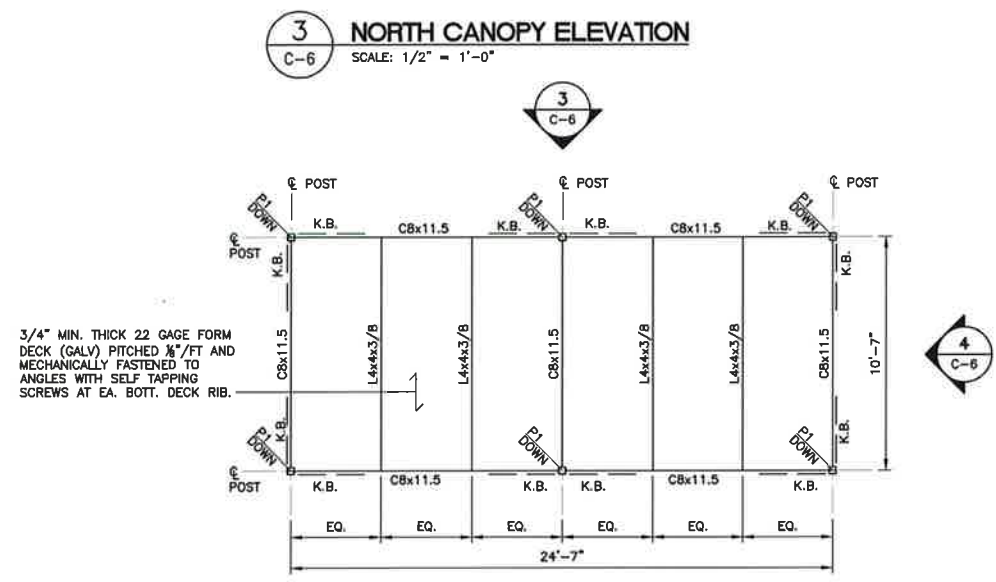 3
C-6
NORTH CANOPY ELEVATION
SCALE: 1/2" = 1'-0"
3
C-6
℄ POST
℄ POST
℄ POST
P1
DOWN
P1
DOWN
P1
DOWN
K.B.
C8x11.5
K.B.
K.B.
C8x11.5
K.B.
℄
POST
K.B.
K.B.
3/4" MIN. THICK 22 GAGE FORM
DECK (GALV) PITCHED ⅛"/FT AND
MECHANICALLY FASTENED TO
ANGLES WITH SELF TAPPING
SCREWS AT EA. BOTT. DECK RIB.
C8x11.5
L4x4x3/8
L4x4x3/8
C8x11.5
L4x4x3/8
L4x4x3/8
C8x11.5
10'-7"
4
C-6
K.B.
K.B.
P1
DOWN
P1
DOWN
P1
DOWN
℄
POST
K.B.
C8x11.5
K.B.
K.B.
C8x11.5
K.B.
EQ.
EQ.
EQ.
EQ.
EQ.
EQ.
24'-7"